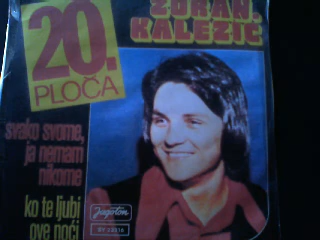 ZORAN.
KALEZIĆ
20.
PLOČA
svako svome,
ja nemam
nikome
ko te ljubi
ove noći
Jugoton